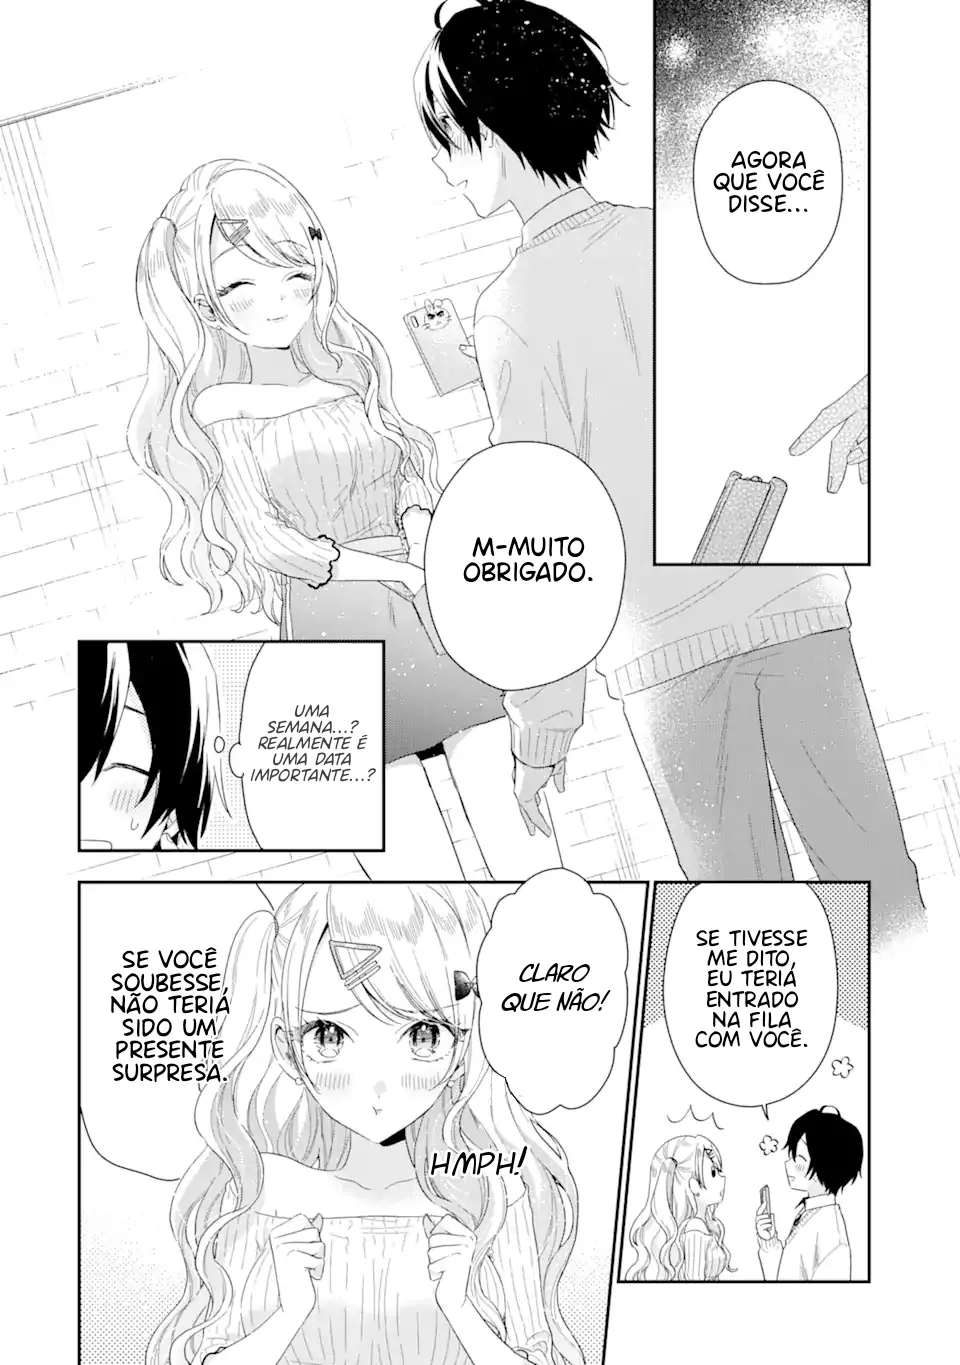 AGORA
QUE VOCÊ
DISSE...
M-MUITO
OBRIGADO.
UMA
SEMANA...?
REALMENTE É
UMA DATA
IMPORTANTE...?
SE TIVESSE
ME DITO,
EU TERIA
ENTRADO
NA FILA
COM VOCÊ.
CLARO
QUE NÃO!
SE VOCÊ
SOUBESSE,
NÃO TERIA
SIDO UM
PRESENTE
SURPRESA.
HMPH!